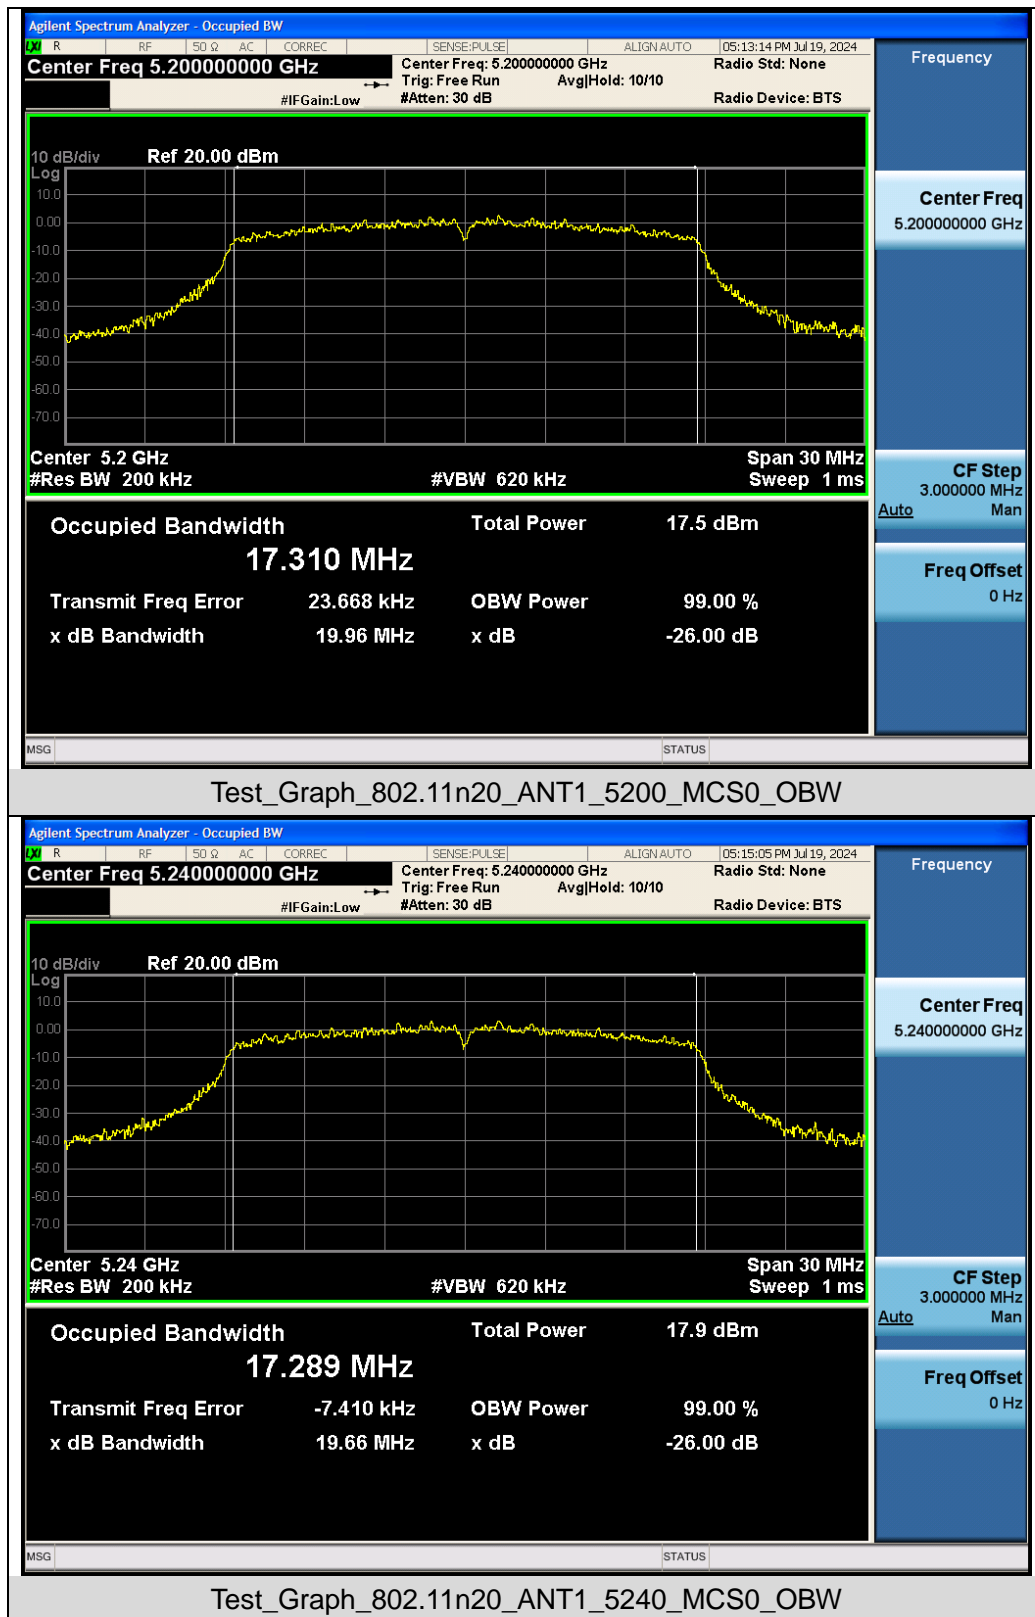 Agilent Spectrum Analyzer - Occupied BW
LXI R RF 50 Ω AC CORREC SENSE:PULSE ALIGN AUTO 05:13:14 PM Jul 19, 2024
Center Freq 5.200000000 GHz
Center Freq: 5.200000000 GHz Radio Std: None
Trig: Free Run Avg|Hold: 10/10
#IFGain:Low #Atten: 30 dB Radio Device: BTS
10 dB/div Ref 20.00 dBm
Log
10.0
0.00
-10.0
-20.0
-30.0
-40.0
-50.0
-60.0
-70.0
Center 5.2 GHz Span 30 MHz
#Res BW 200 kHz #VBW 620 kHz Sweep 1 ms
Occupied Bandwidth Total Power 17.5 dBm
17.310 MHz
Transmit Freq Error 23.668 kHz OBW Power 99.00 %
x dB Bandwidth 19.96 MHz x dB -26.00 dB
MSG STATUS
Frequency
Center Freq
5.200000000 GHz
CF Step
3.000000 MHz
Auto Man
Freq Offset
0 Hz
Test_Graph_802.11n20_ANT1_5200_MCS0_OBW
Agilent Spectrum Analyzer - Occupied BW
LXI R RF 50 Ω AC CORREC SENSE:PULSE ALIGN AUTO 05:15:05 PM Jul 19, 2024
Center Freq 5.240000000 GHz
Center Freq: 5.240000000 GHz Radio Std: None
Trig: Free Run Avg|Hold: 10/10
#IFGain:Low #Atten: 30 dB Radio Device: BTS
10 dB/div Ref 20.00 dBm
Log
10.0
0.00
-10.0
-20.0
-30.0
-40.0
-50.0
-60.0
-70.0
Center 5.24 GHz Span 30 MHz
#Res BW 200 kHz #VBW 620 kHz Sweep 1 ms
Occupied Bandwidth Total Power 17.9 dBm
17.289 MHz
Transmit Freq Error -7.410 kHz OBW Power 99.00 %
x dB Bandwidth 19.66 MHz x dB -26.00 dB
MSG STATUS
Frequency
Center Freq
5.240000000 GHz
CF Step
3.000000 MHz
Auto Man
Freq Offset
0 Hz
Test_Graph_802.11n20_ANT1_5240_MCS0_OBW